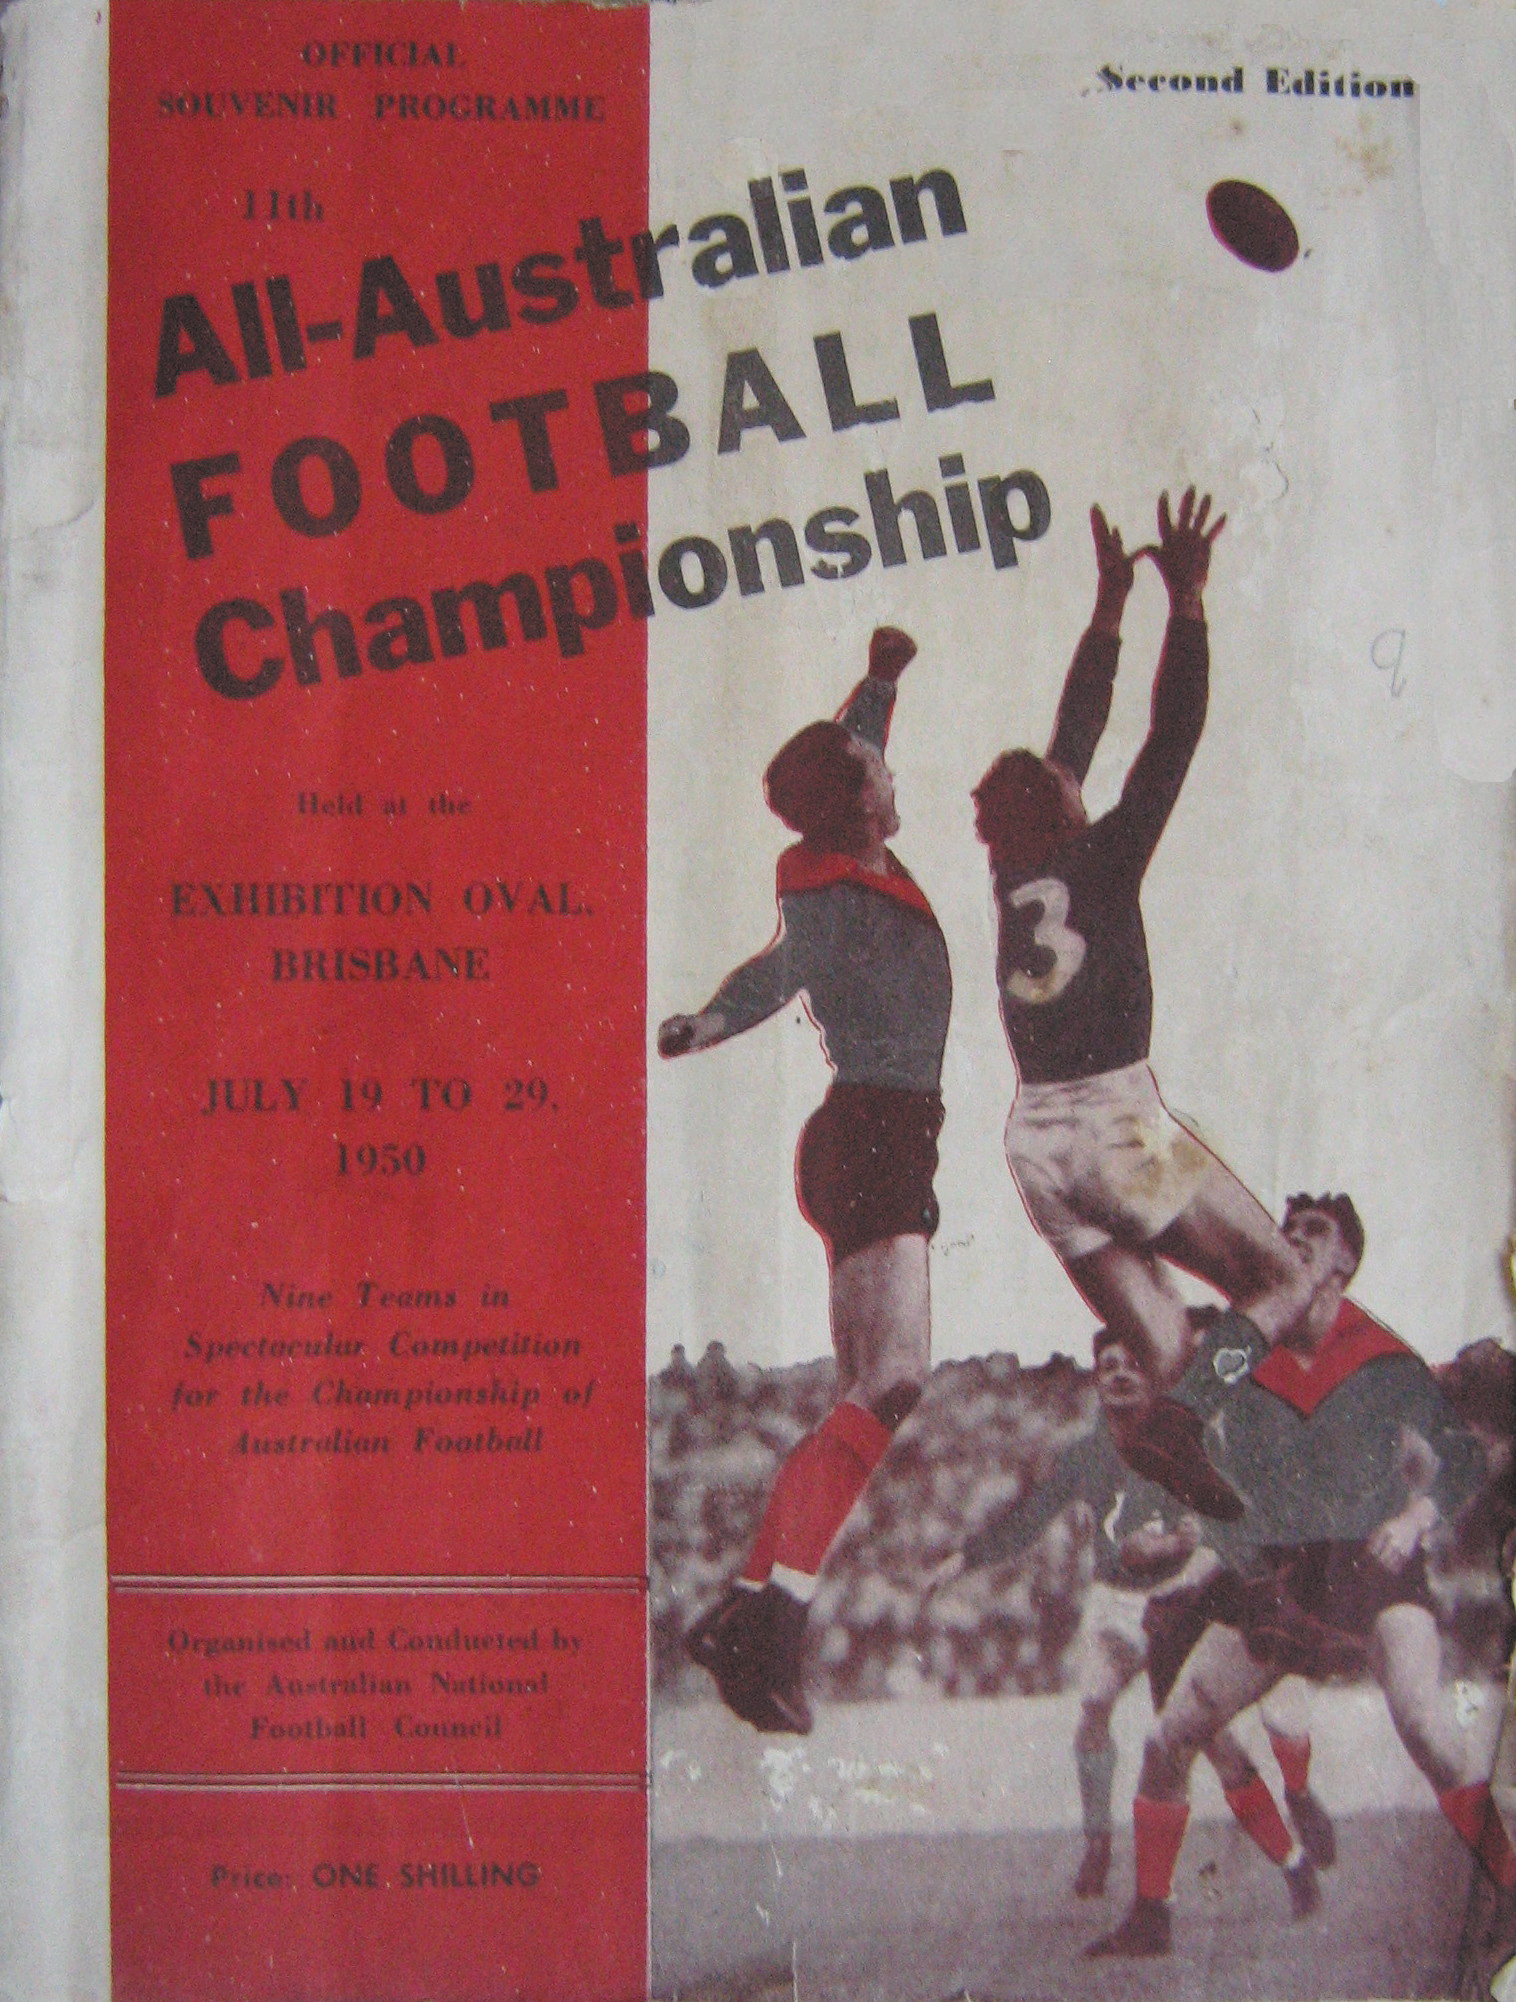 OFFICIAL
SOUVENIR PROGRAMME
Second Edition
11th
All-Australian
FOOTBALL
Championship
Held at the
EXHIBITION OVAL,
BRISBANE
JULY 19 TO 29,
1950
Nine Teams in
Spectacular Competition
for the Championship of
Australian Football
Organised and Conducted by
the Australian National
Football Council
Price: ONE SHILLING
3
9